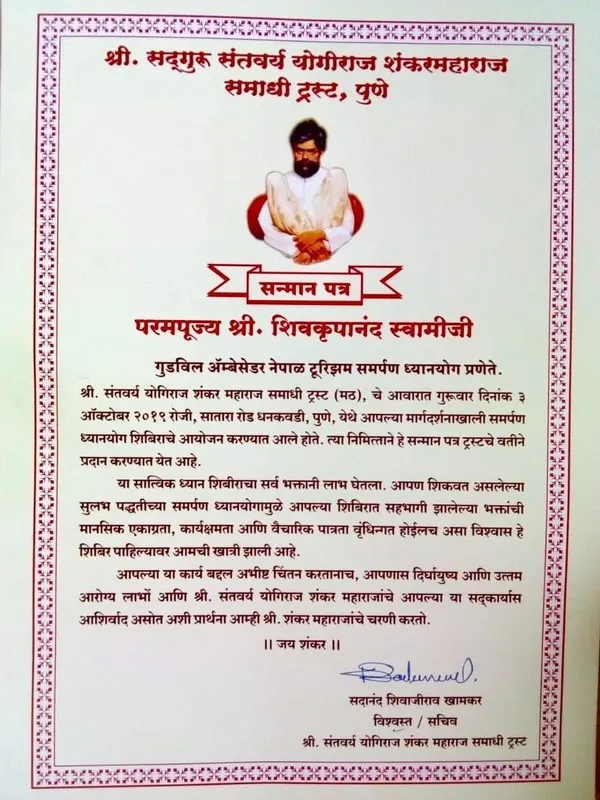 श्री. सद्‌गुरू संतवर्य योगीराज शंकरमहाराज
समाधी ट्रस्ट, पुणे
सन्मान पत्र
परमपूज्य श्री. शिवकृपानंद स्वामीजी
गुडविल ॲम्बेसेडर नेपाळ टूरिझम समर्पण ध्यानयोग प्रणेते.
श्री. संतवर्य योगिराज शंकर महाराज समाधी ट्रस्ट (मठ), चे आवारात गुरूवार दिनांक ३
ऑक्टोबर २०१९ रोजी, सातारा रोड धनकवडी, पुणे, येथे आपल्या मार्गदर्शनाखाली समर्पण
ध्यानयोग शिबिराचे आयोजन करण्यात आले होते. त्या निमित्ताने हे सन्मान पत्र ट्रस्टचे वतीने
प्रदान करण्यात येत आहे.
या सात्विक ध्यान शिबीराचा सर्व भक्तानी लाभ घेतला. आपण शिकवत असलेल्या
सुलभ पद्धतीच्या समर्पण ध्यानयोगामुळे आपल्या शिबिरात सहभागी झालेल्या भक्तांची
मानसिक एकाग्रता, कार्यक्षमता आणि वैचारिक पात्रता वृंधिन्गत होईलच असा विश्वास हे
शिबिर पाहिल्यावर आमची खात्री झाली आहे.
आपल्या या कार्य बद्दल अभीष्ट चिंतन करतानाच, आपणास दिर्घायुष्य आणि उत्तम
आरोग्य लाभों आणि श्री. संतवर्य योगिराज शंकर महाराजांचे आपल्या या सद्‌कार्यास
आशिर्वाद असोत अशी प्रार्थना आम्ही श्री. शंकर महाराजांचे चरणी करतो.
।। जय शंकर ।।
सदानंद शिवाजीराव खामकर
विश्वस्त / सचिव
श्री. संतवर्य योगिराज शंकर महाराज समाधी ट्रस्ट